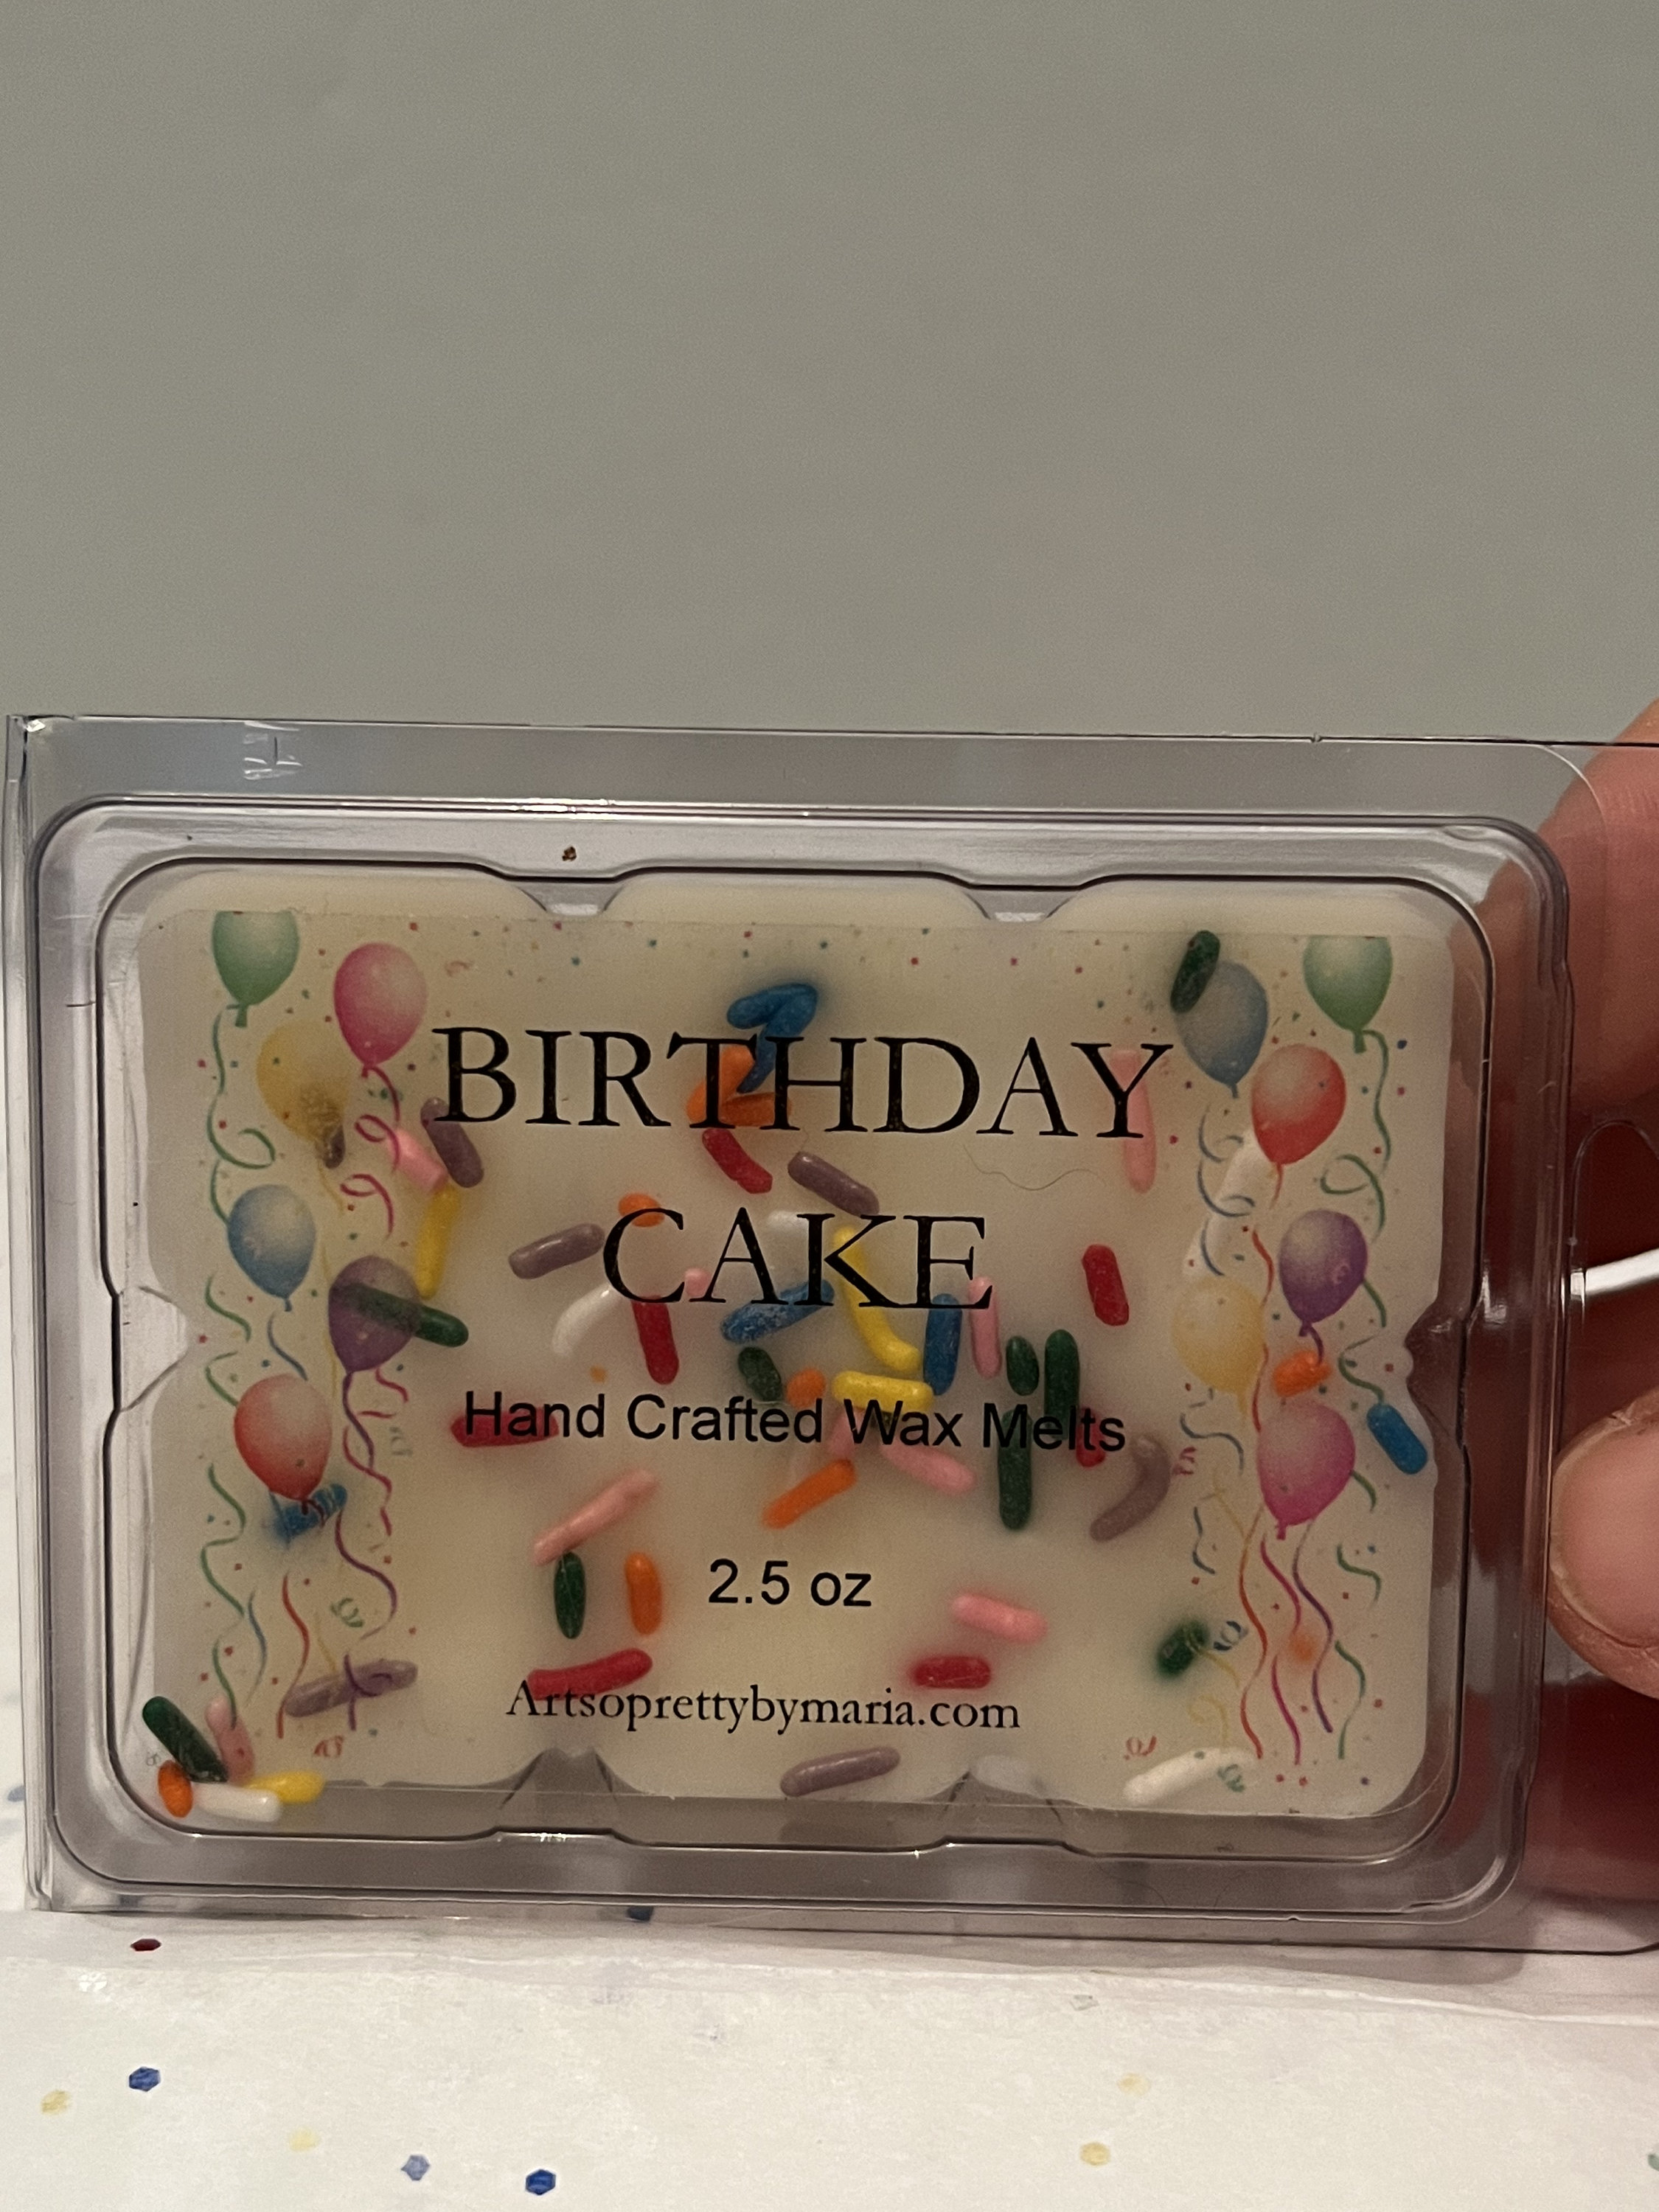 BIRTHDAY
CAKE
Hand Crafted Wax Melts
2.5 oz
Artsoprettybymaria.com